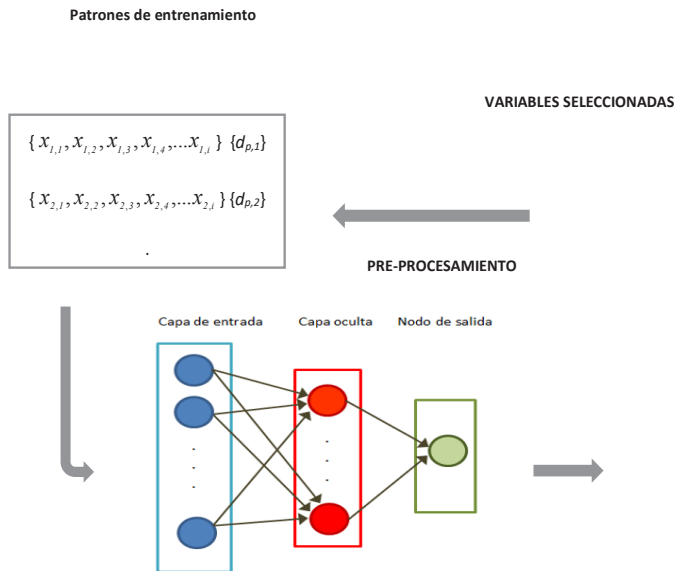 Patrones de entrenamiento
VARIABLES SELECCIONADAS
{ x1,1, x1,2, x1,3, x1,4,...x1,i } {dp,1}
{ x2,1, x2,2, x2,3, x2,4,...x2,i } {dp,2}
.
PRE-PROCESAMIENTO
Capa de entrada Capa oculta Nodo de salida